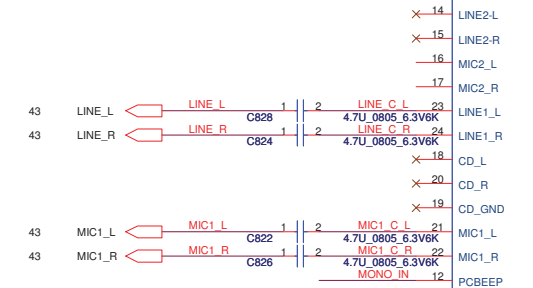 14 LINE2-L
15 LINE2-R
16 MIC2_L
17 MIC2_R
43 LINE_L LINE_L 1 2 LINE_C_L 23 LINE1_L
C828 4.7U_0805_6.3V6K
43 LINE_R LINE_R 1 2 LINE_C_R 24 LINE1_R
C824 4.7U_0805_6.3V6K
18 CD_L
20 CD_R
19 CD_GND
43 MIC1_L MIC1_L 1 2 MIC1_C_L 21 MIC1_L
C822 4.7U_0805_6.3V6K
43 MIC1_R MIC1_R 1 2 MIC1_C_R 22 MIC1_R
C826 4.7U_0805_6.3V6K
MONO_IN 12 PCBEEP